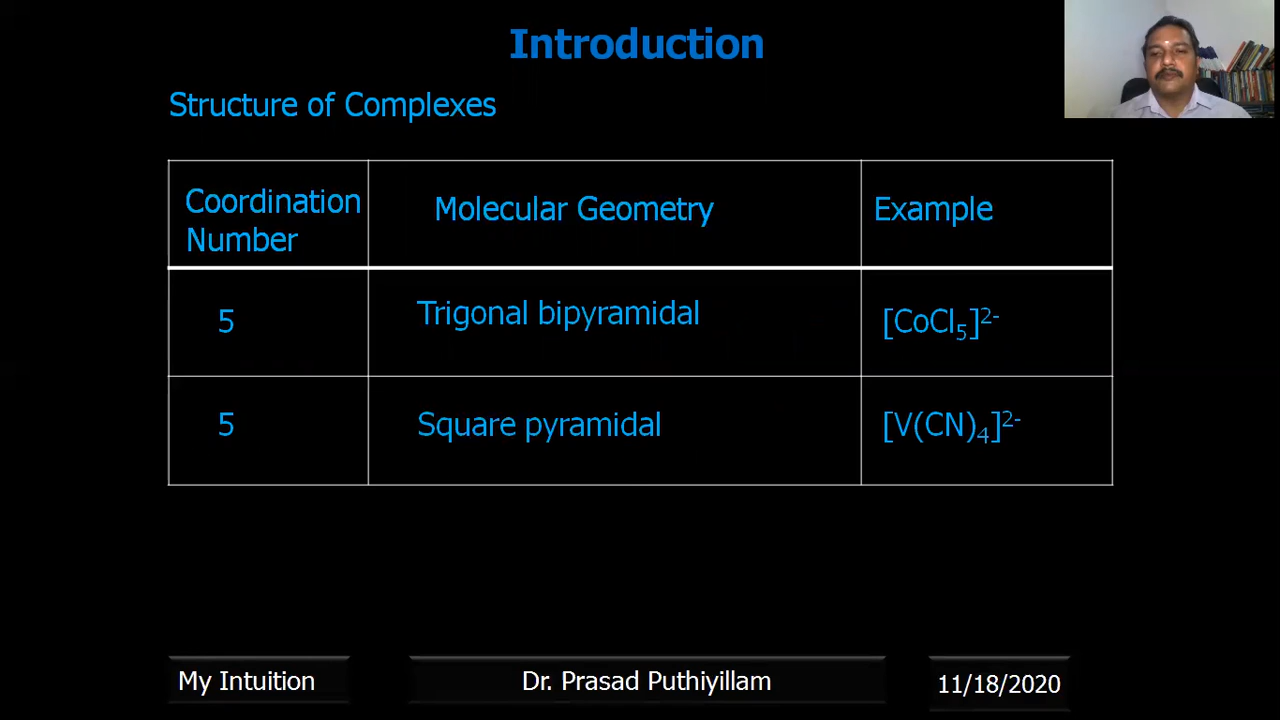 Introduction
Structure of Complexes
Coordination
Number
Molecular Geometry
Example
5
Trigonal bipyramidal
[CoCl₅]²⁻
5
Square pyramidal
[V(CN)₄]²⁻
My Intuition
Dr. Prasad Puthiyillam
11/18/2020